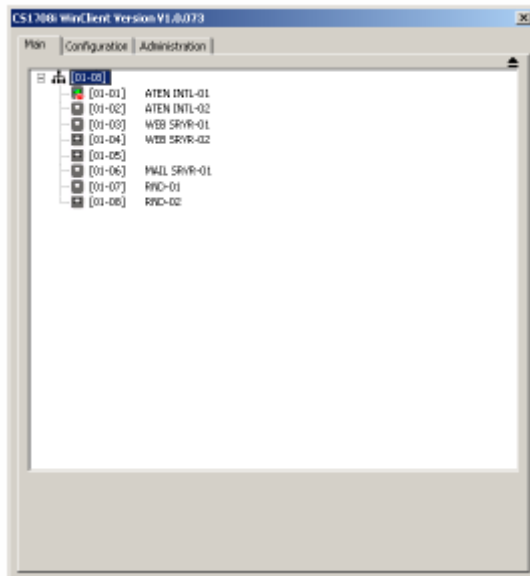 CS1708i WinClient Version V1.0.073
Main Configuration Administration
[01-08]
[01-01] ATEN INTL-01
[01-02] ATEN INTL-02
[01-03] WEB SRVR-01
[01-04] WEB SRVR-02
[01-05]
[01-06] MAIL SRVR-01
[01-07] RND-01
[01-08] RND-02